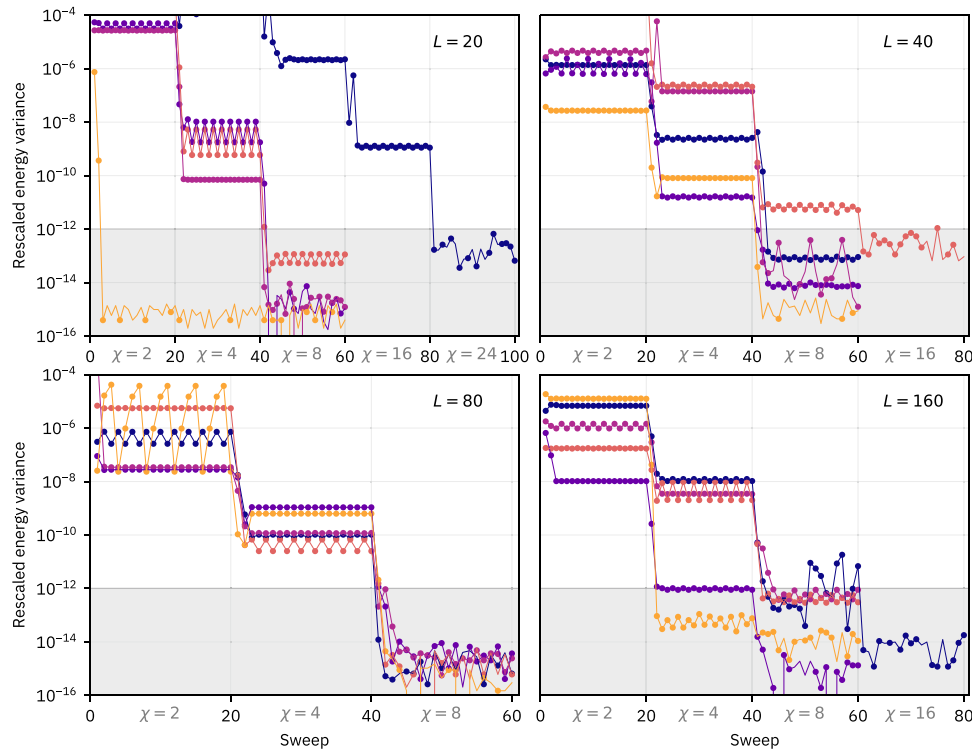 10⁻⁴
10⁻⁶
10⁻⁸
10⁻¹⁰
10⁻¹²
10⁻¹⁴
10⁻¹⁶
Rescaled energy variance
L = 20
0 20 40 60 80 100
χ = 2 χ = 4 χ = 8 χ = 16 χ = 24
L = 40
0 20 40 60 80
χ = 2 χ = 4 χ = 8 χ = 16
10⁻⁴
10⁻⁶
10⁻⁸
10⁻¹⁰
10⁻¹²
10⁻¹⁴
10⁻¹⁶
Rescaled energy variance
L = 80
0 20 40 60
χ = 2 χ = 4 χ = 8
Sweep
L = 160
0 20 40 60 80
χ = 2 χ = 4 χ = 8 χ = 16
Sweep